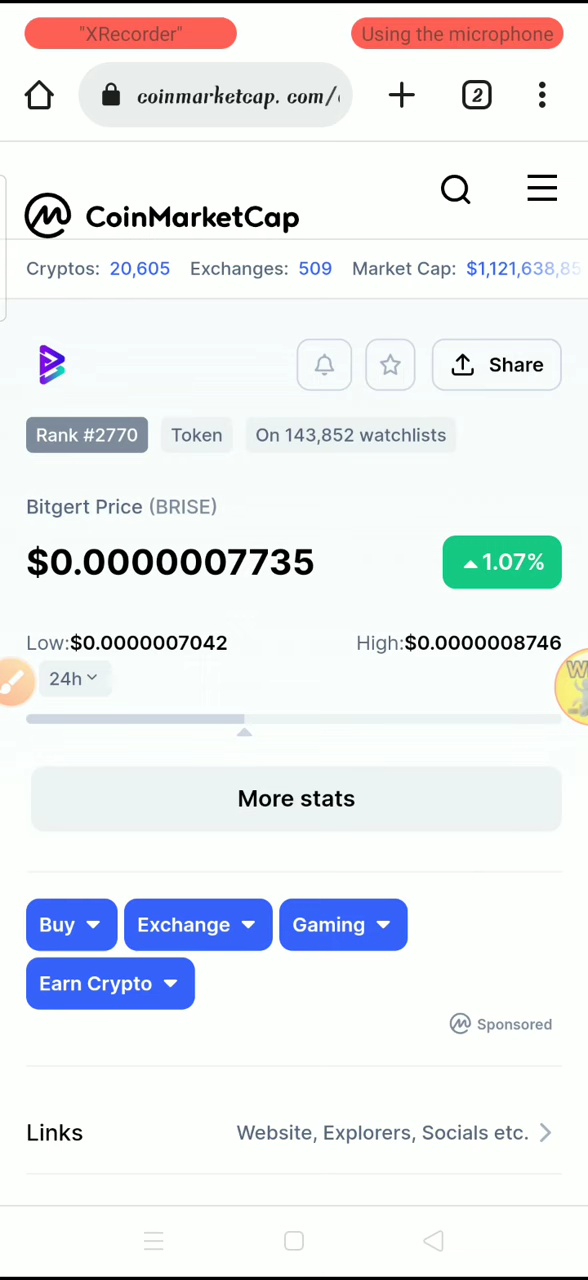 "XRecorder" Using the microphone
coinmarketcap. com/
2
CoinMarketCap
Cryptos: 20,605 Exchanges: 509 Market Cap: $1,121,638,85
Share
Rank #2770 Token On 143,852 watchlists
Bitgert Price (BRISE)
$0.0000007735 1.07%
Low:$0.0000007042 High:$0.0000008746
24h
More stats
Buy Exchange Gaming
Earn Crypto
Sponsored
Links Website, Explorers, Socials etc.